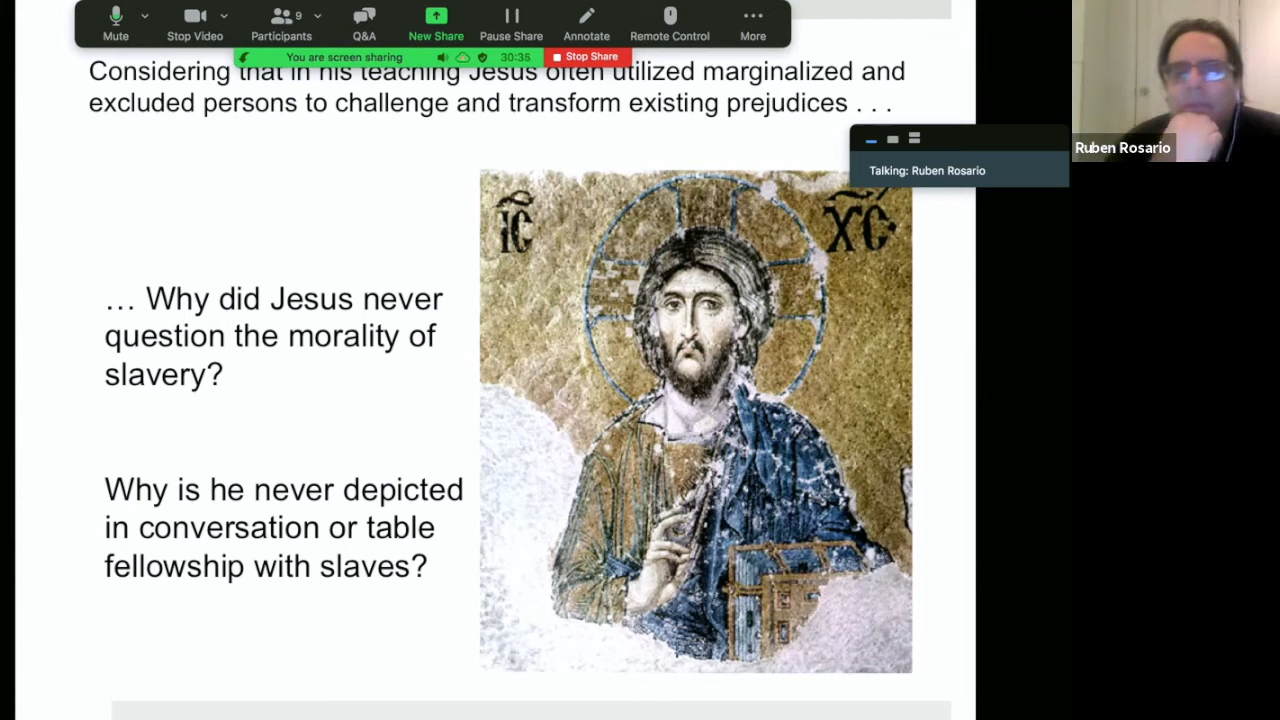 Mute
Stop Video
Participants
9
Q&A
New Share
Pause Share
Annotate
Remote Control
More
You are screen sharing
30:35
Stop Share
Considering that in his teaching Jesus often utilized marginalized and
excluded persons to challenge and transform existing prejudices . . .
Ruben Rosario
Talking: Ruben Rosario
IC
XC
… Why did Jesus never
question the morality of
slavery?
Why is he never depicted
in conversation or table
fellowship with slaves?